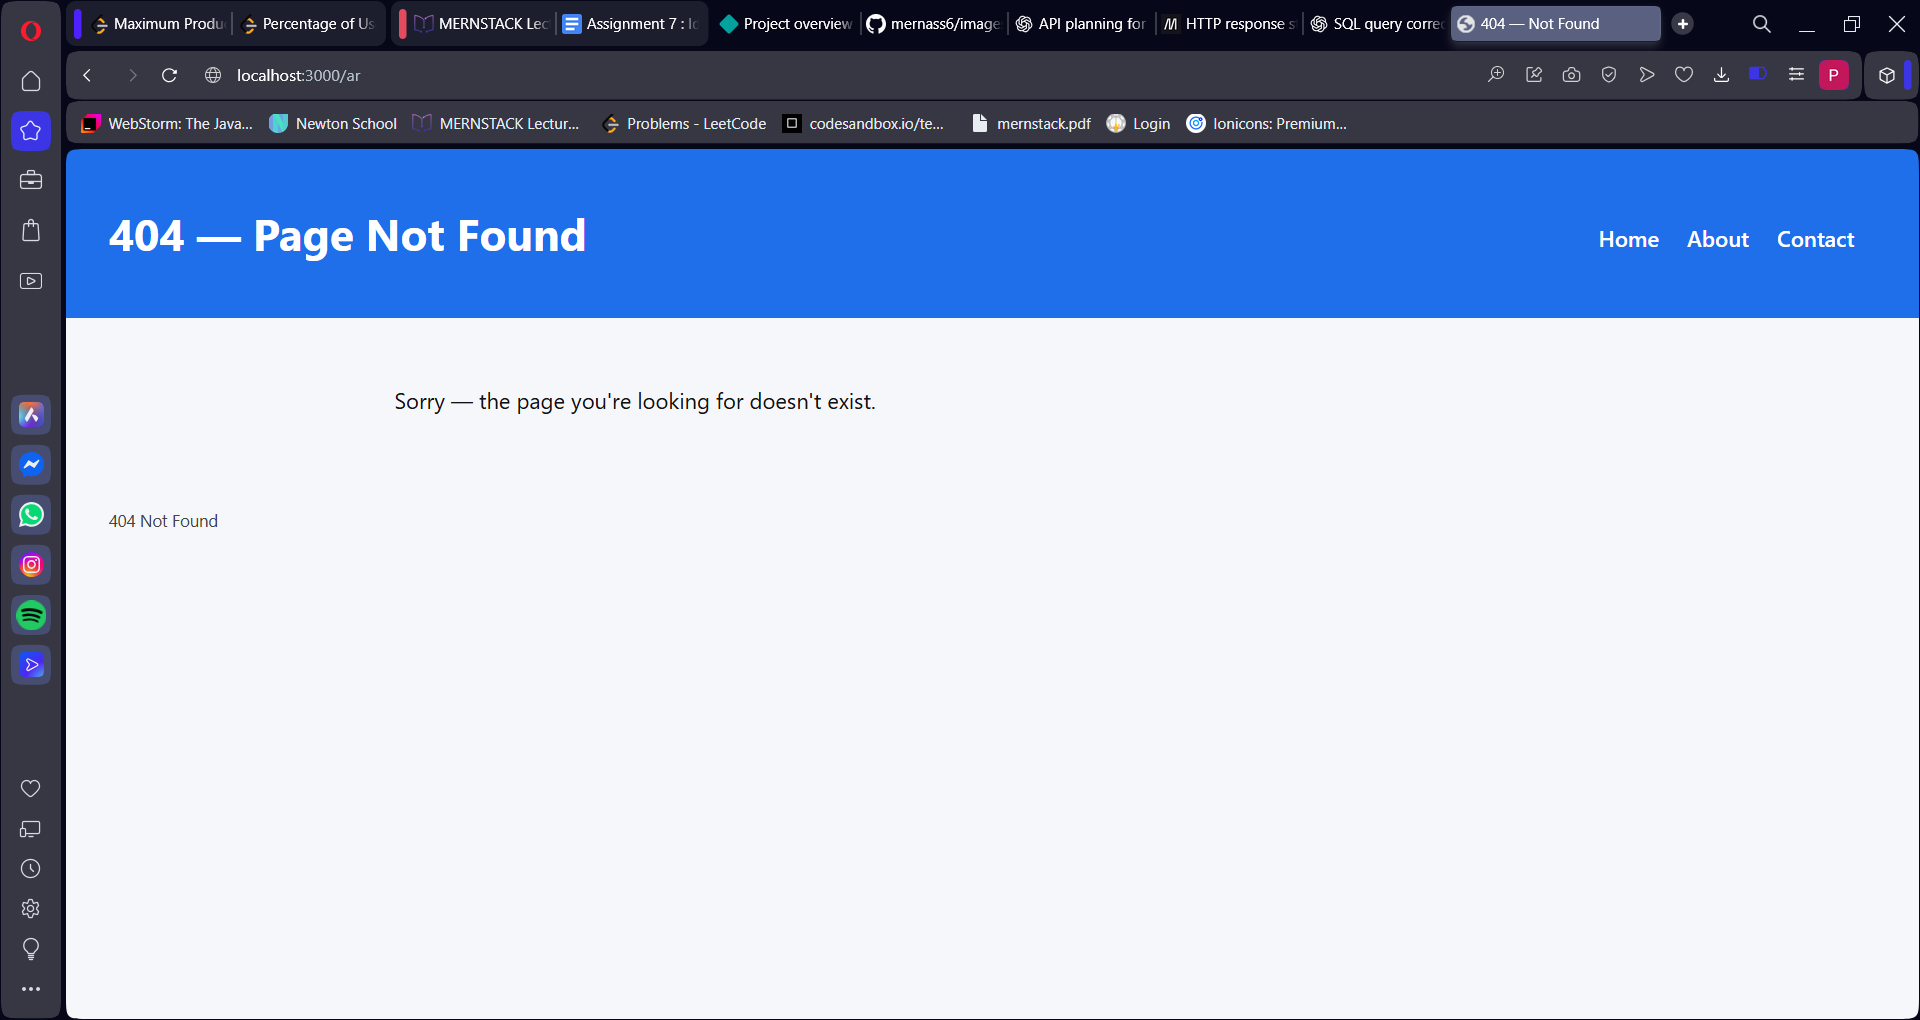 Maximum Produ
Percentage of Us
MERNSTACK Lec
Assignment 7 : Id
Project overview
mernass6/image
API planning for
HTTP response s
SQL query correc
404 — Not Found
localhost:3000/ar
P
WebStorm: The Java...
Newton School
MERNSTACK Lectur...
Problems - LeetCode
codesandbox.io/te...
mernstack.pdf
Login
Ionicons: Premium...
404 — Page Not Found
Home
About
Contact
Sorry — the page you're looking for doesn't exist.
404 Not Found